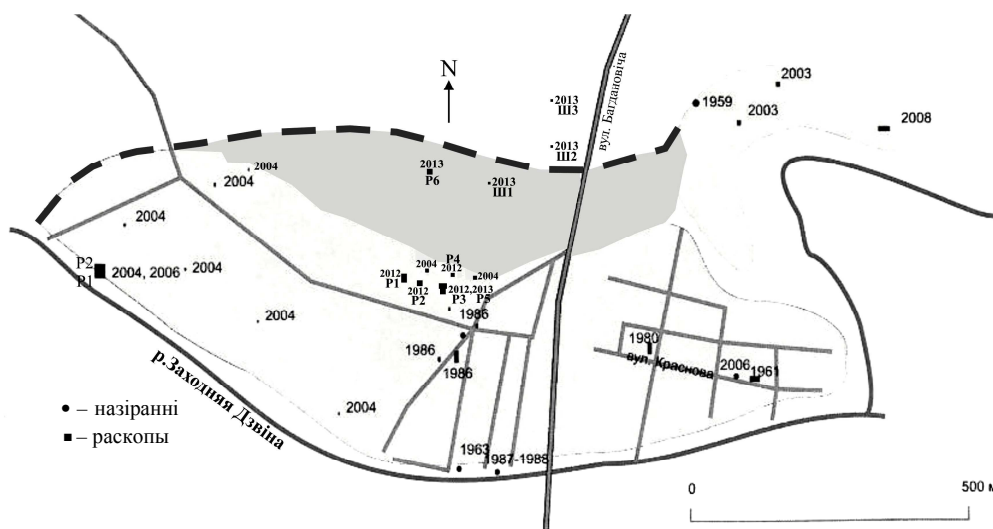 N
2003
1959
2003
2008
2013
Ш3
2013
Ш2
вул. Багдановіча
2004
2004
2013
Р6
2013
Ш1
2004
Р2
Р1
2004, 2006
2004
Р4
2012
Р1
2004
2012
2004
2012
Р2
2012,2013
Р3
Р5
1986
2004
1986
1986
1980
вул. Краснова
2006
1961
2004
р.Заходняя Дзвіна
● – назіранні
■ – раскопы
1963
1987-1988
0
500 м